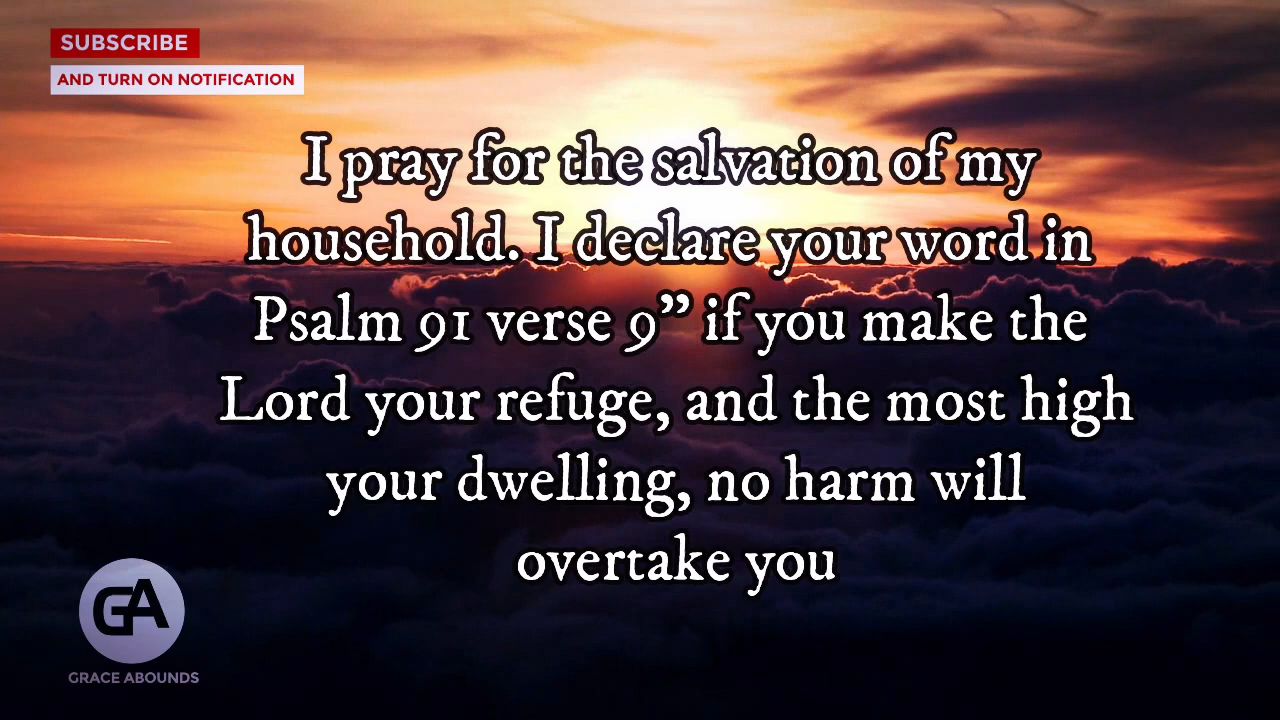 SUBSCRIBE
AND TURN ON NOTIFICATION
I pray for the salvation of my
household. I declare your word in
Psalm 91 verse 9” if you make the
Lord your refuge, and the most high
your dwelling, no harm will
overtake you
GA
GRACE ABOUNDS